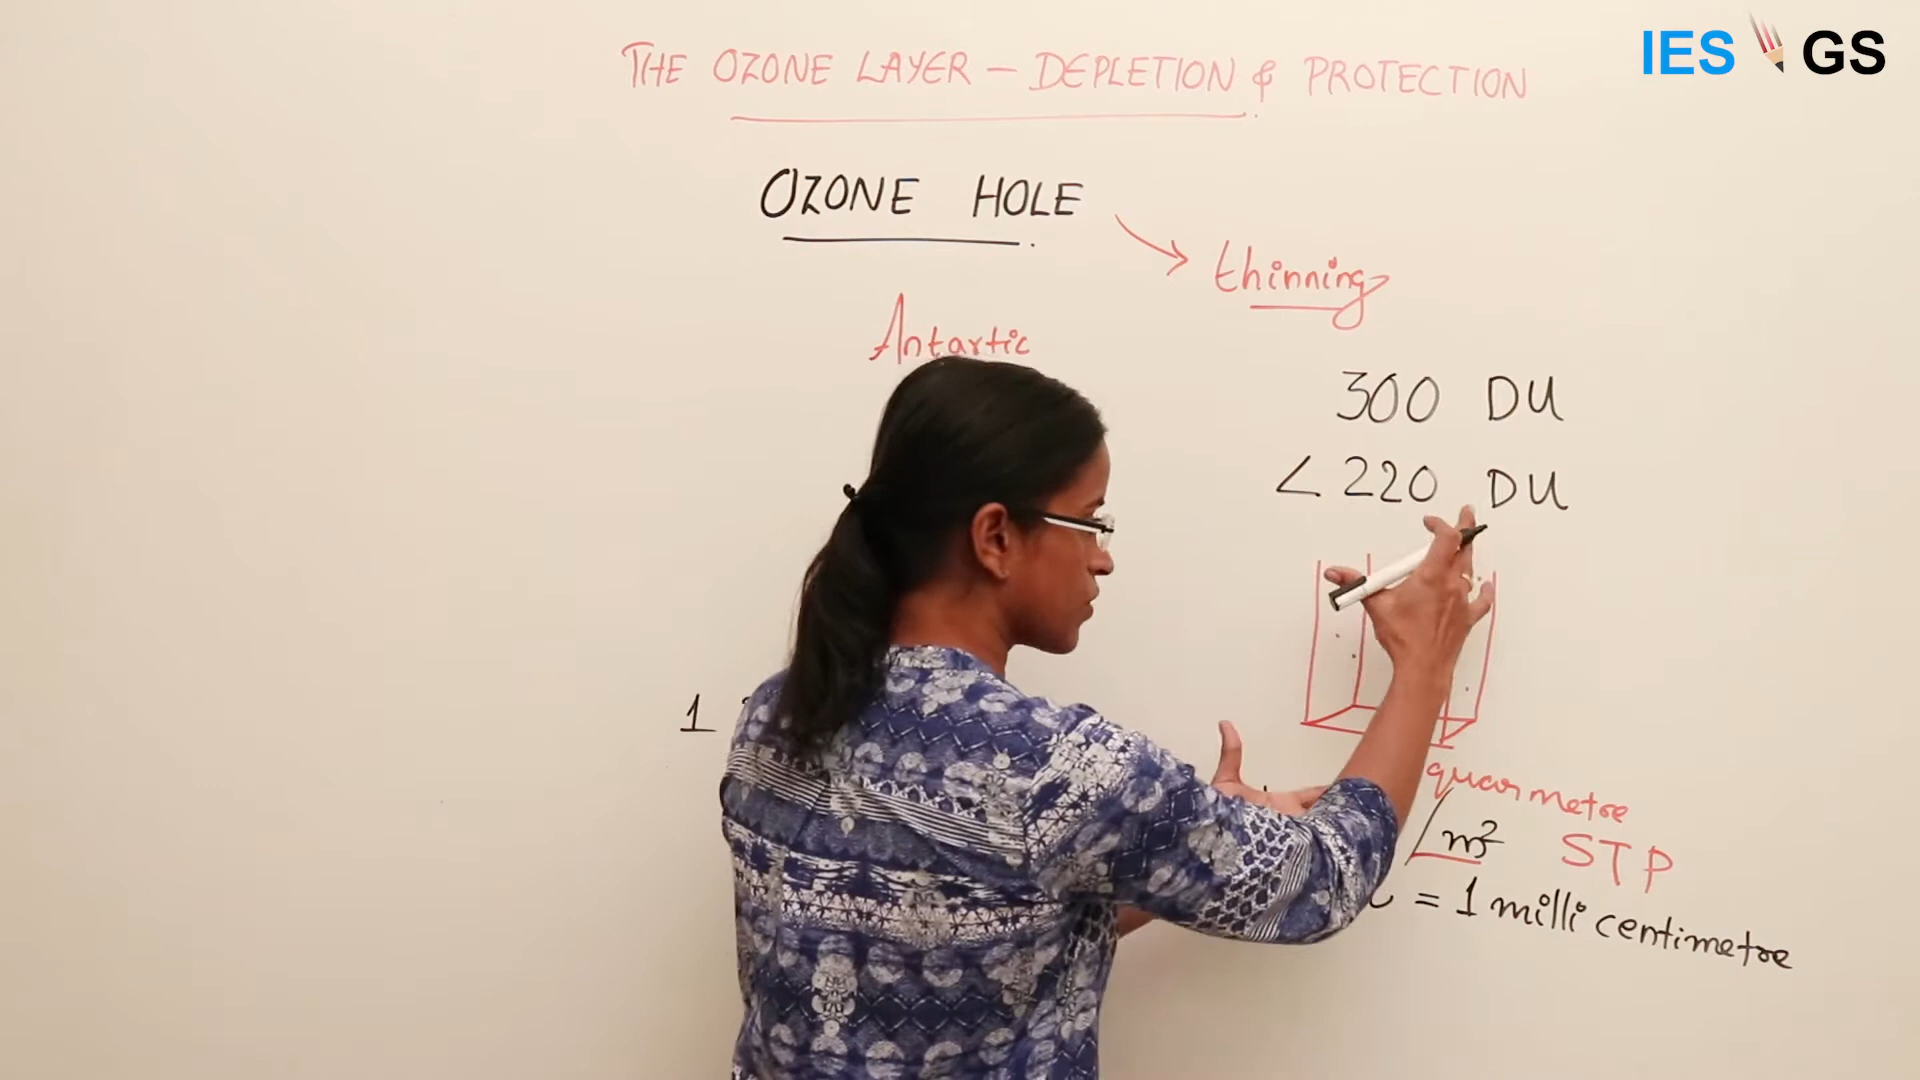 IES GS
THE OZONE LAYER — DEPLETION & PROTECTION
OZONE HOLE
thinning
Antartic
300 DU
< 220 DU
1
metre
/m² STP
= 1 milli centimetre